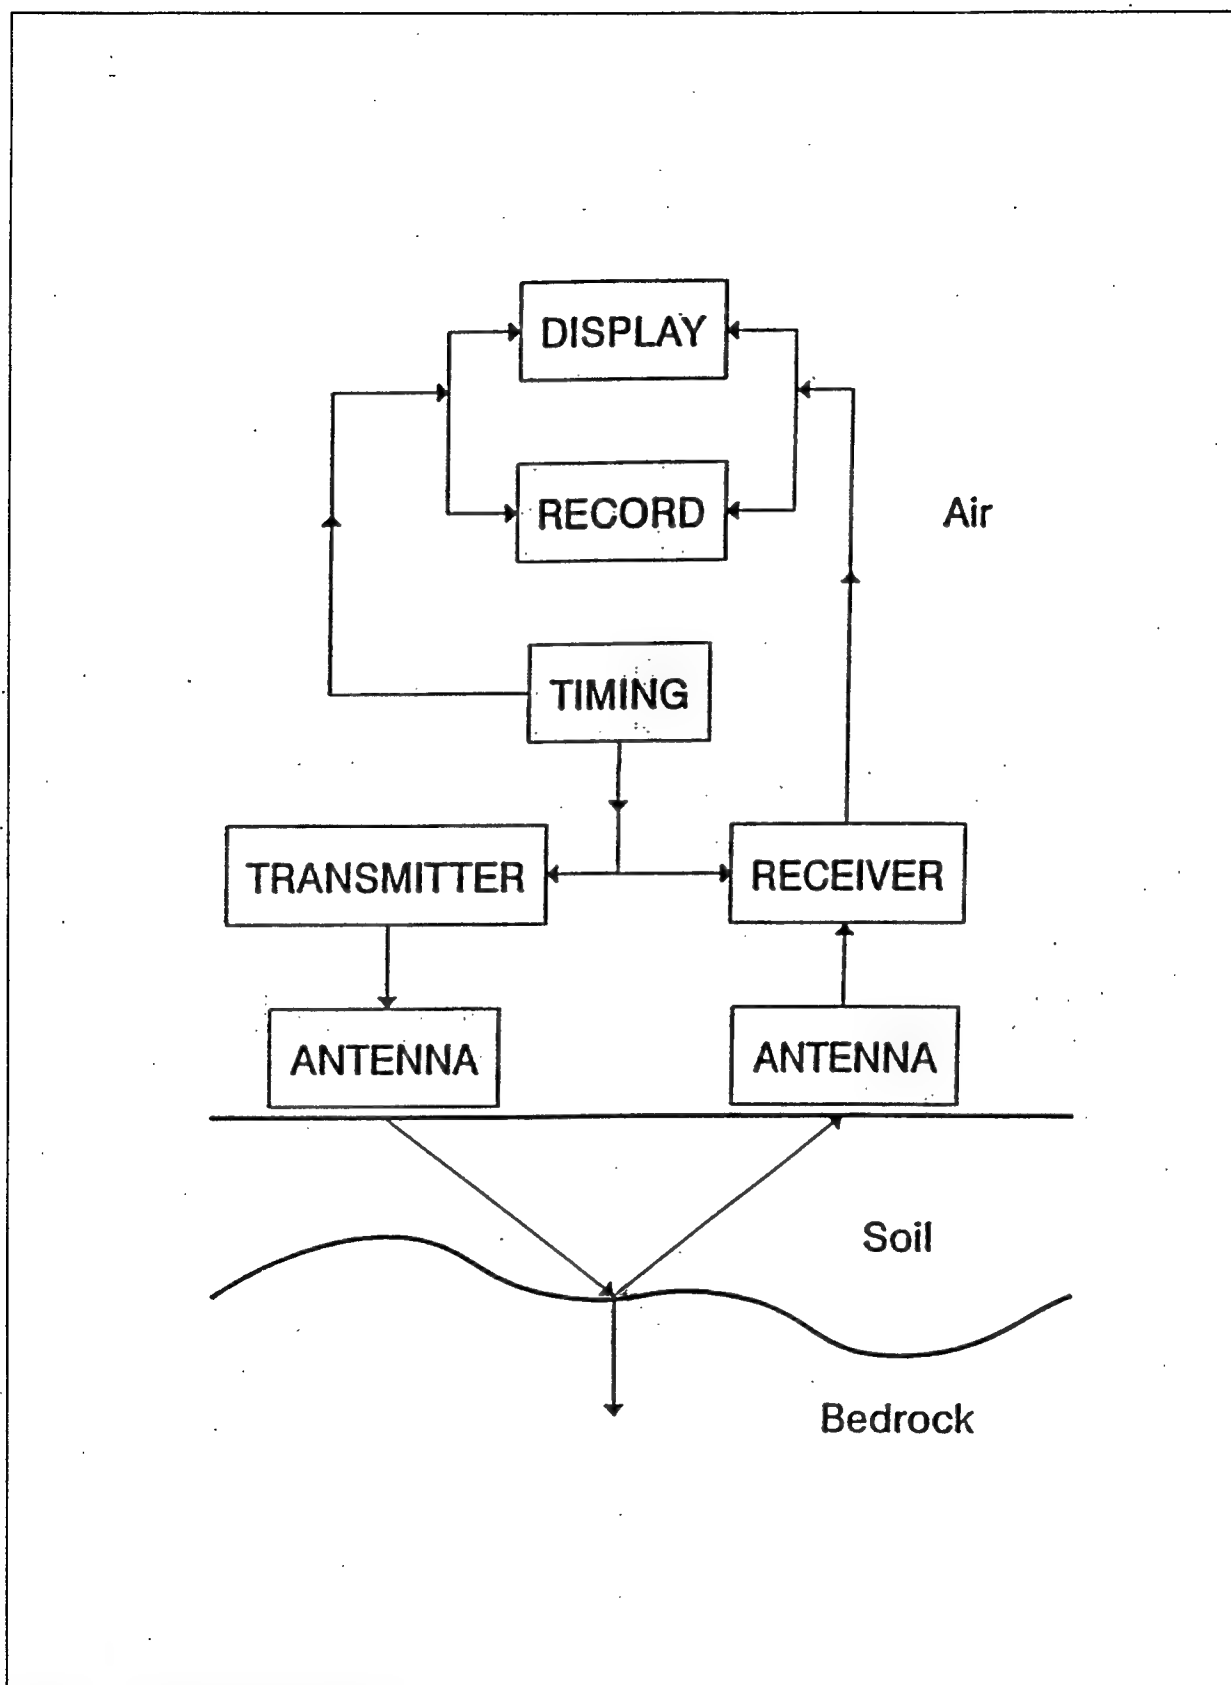 DISPLAY
RECORD
Air
TIMING
TRANSMITTER
RECEIVER
ANTENNA
ANTENNA
Soil
Bedrock